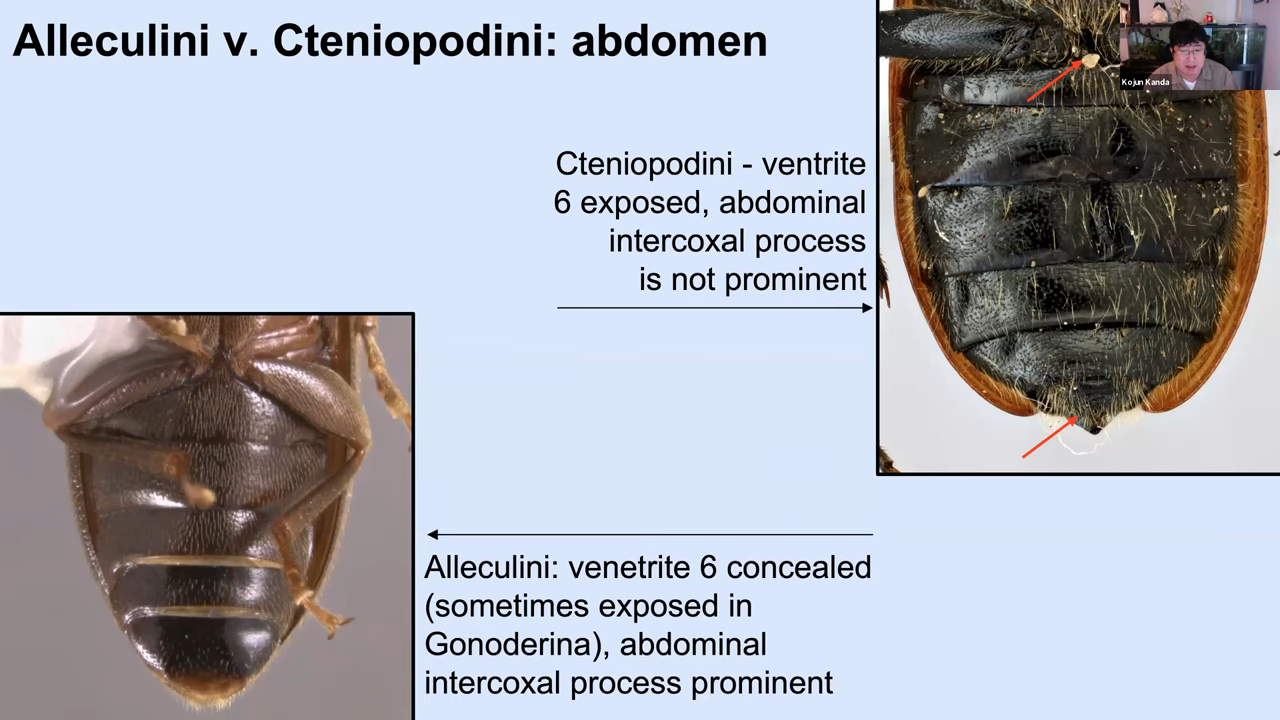 Alleculini v. Cteniopodini: abdomen
Kojun Kanda
Cteniopodini - ventrite
6 exposed, abdominal
intercoxal process
is not prominent
Alleculini: venetrite 6 concealed
(sometimes exposed in
Gonoderina), abdominal
intercoxal process prominent